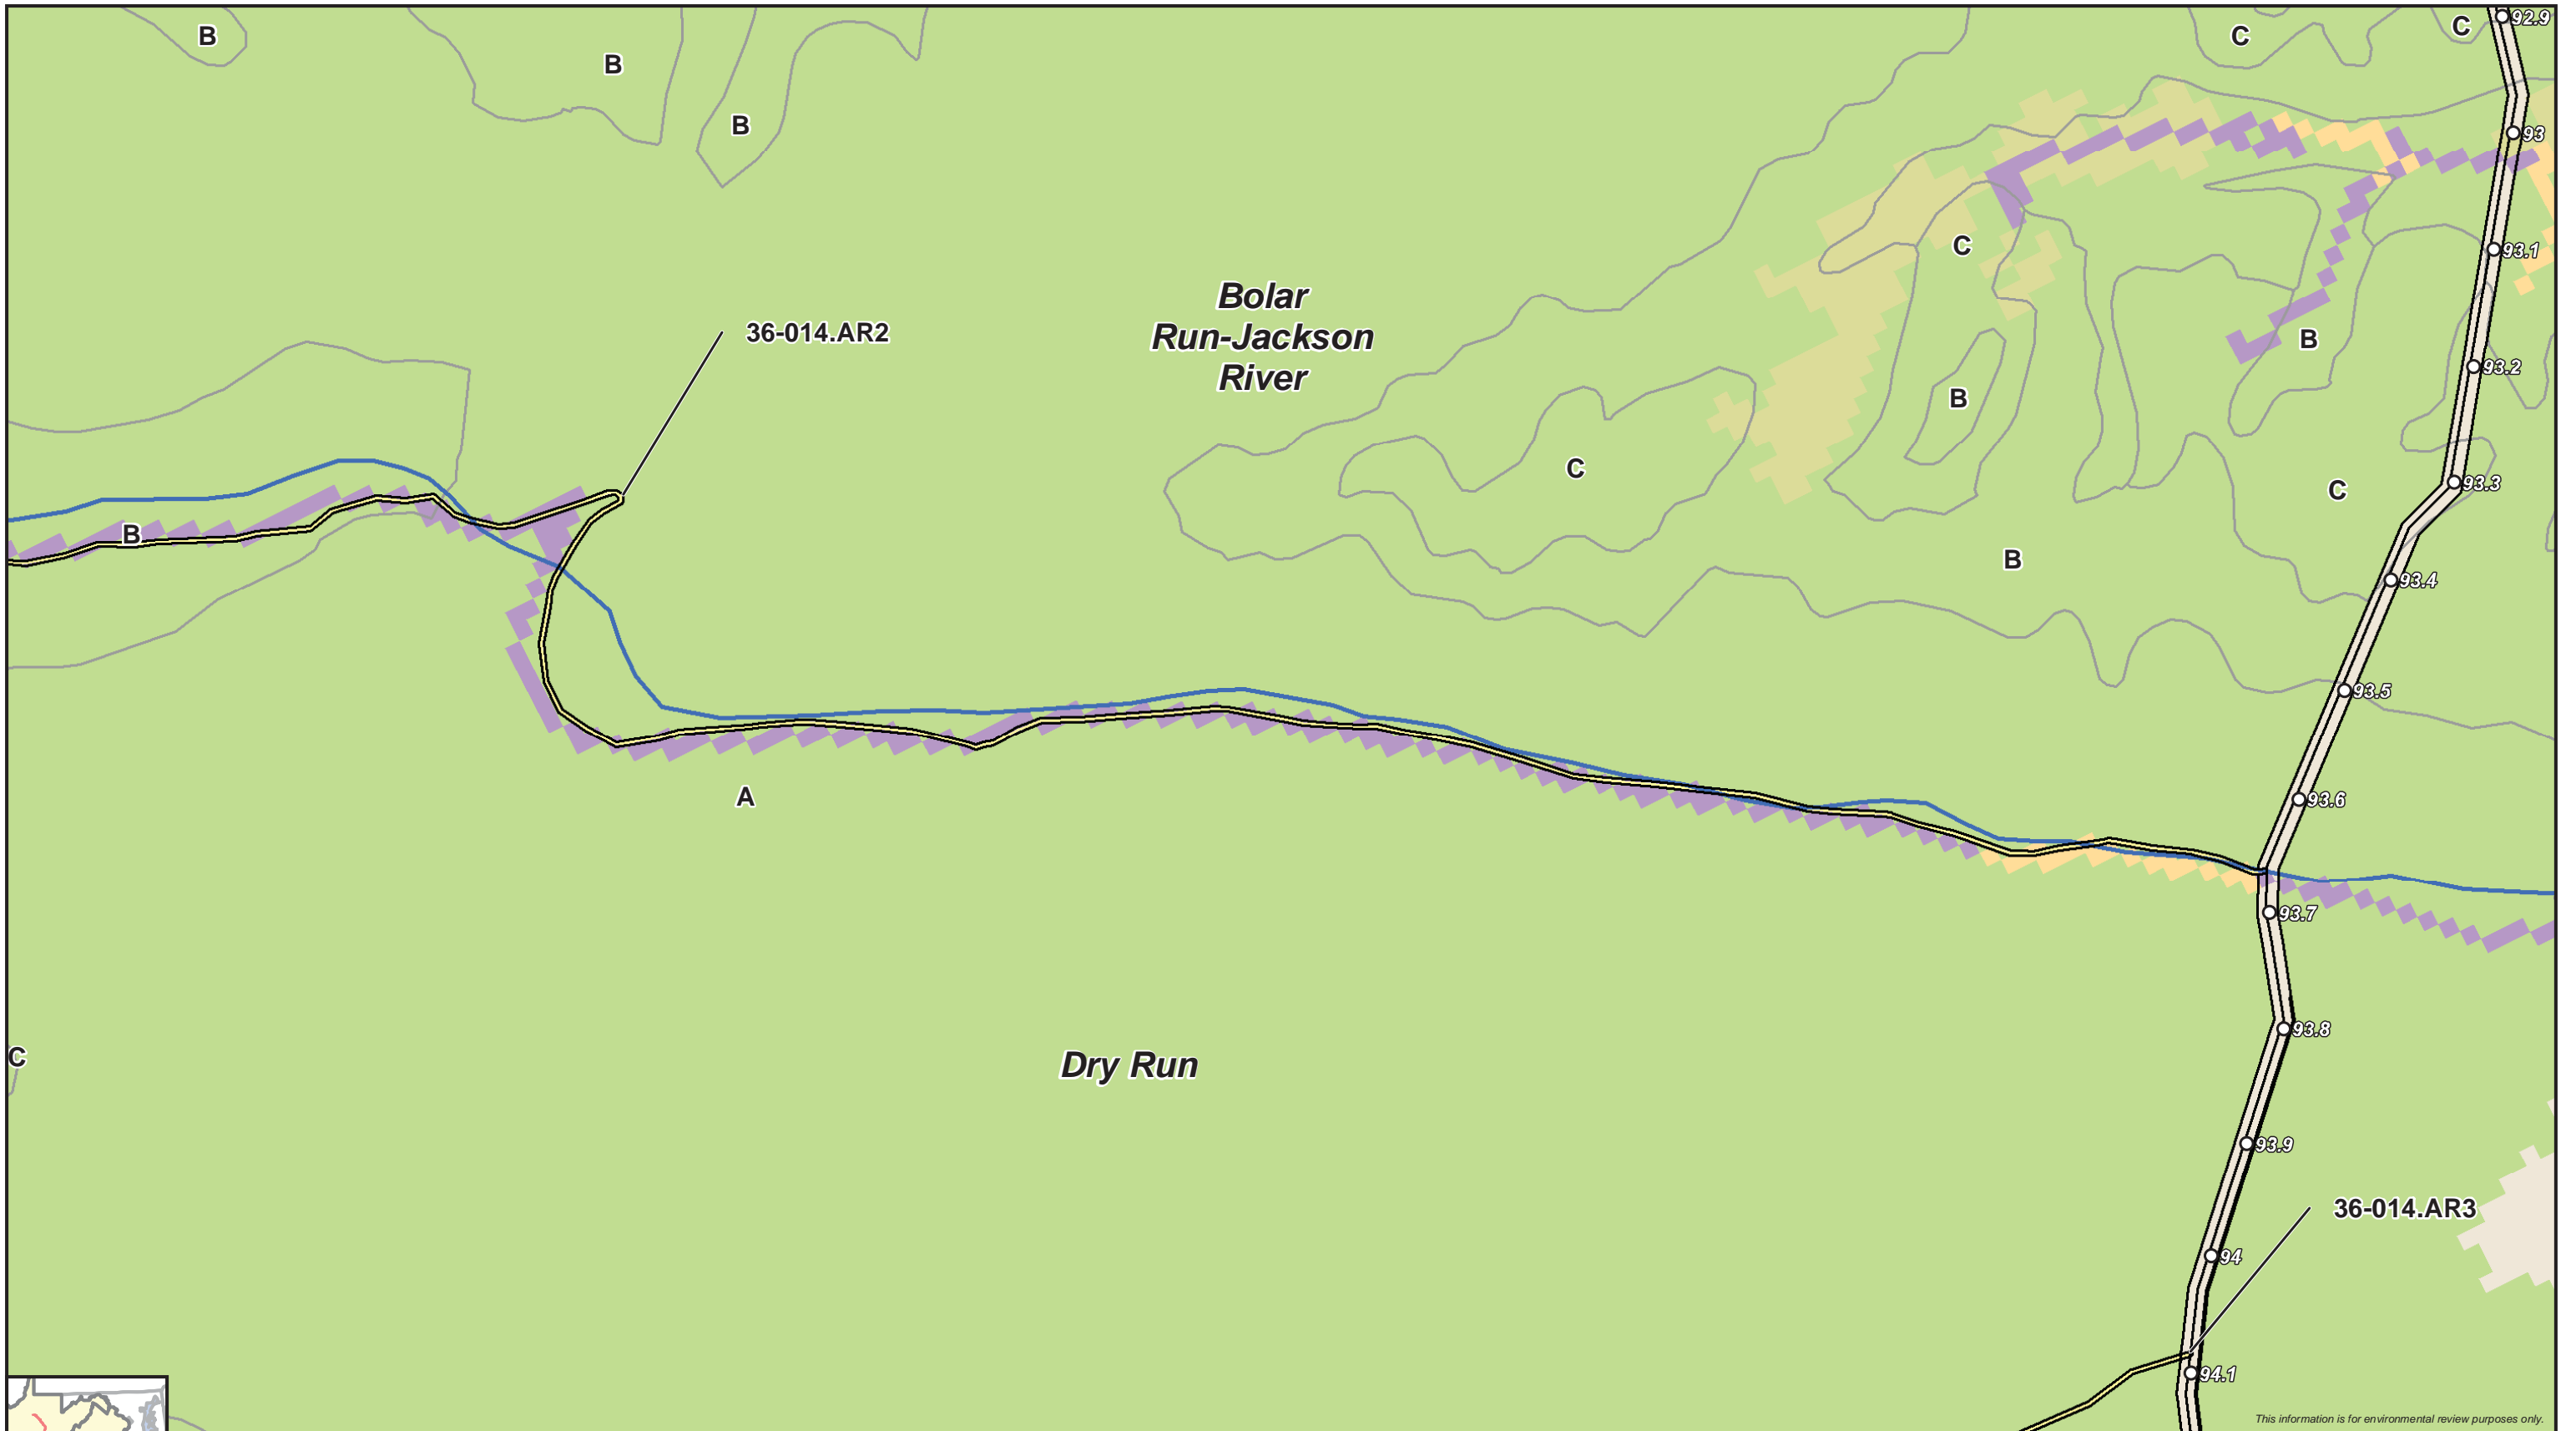 B
B
B
C
C
92.9
93
C
93.1
Bolar
Run-Jackson
River
36-014.AR2
B
93.2
B
C
C
93.3
B
B
93.4
93.5
A
93.6
93.7
93.8
C
Dry Run
93.9
36-014.AR3
94
94.1
This information is for environmental review purposes only.